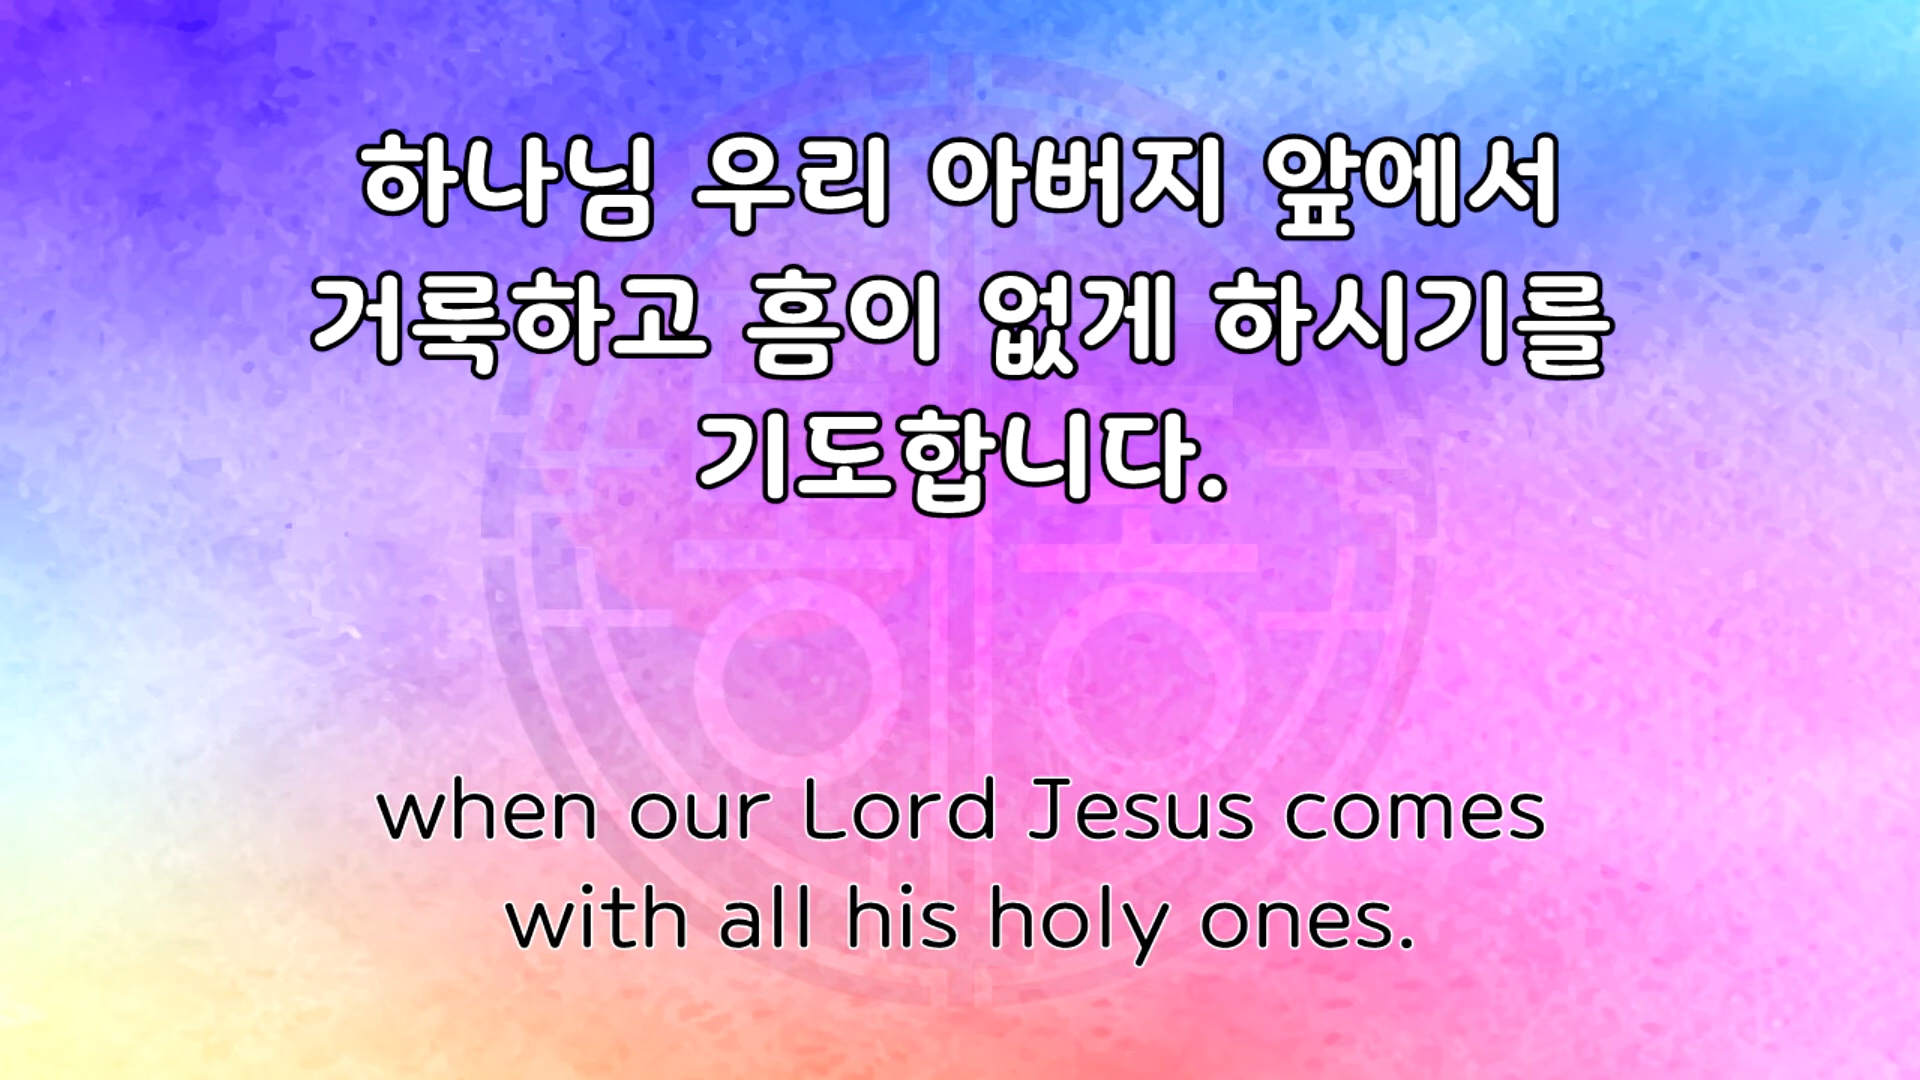 하나님 우리 아버지 앞에서
거룩하고 흠이 없게 하시기를
기도합니다.
when our Lord Jesus comes
with all his holy ones.